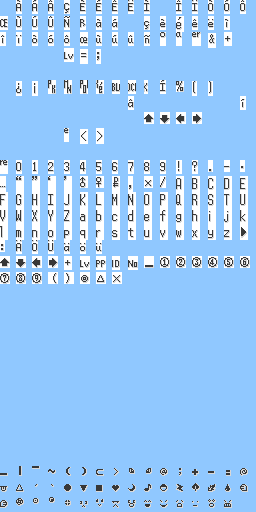 À Á Â Ç È É Ê Ë Ì Î Ï Ò Ó Ô
Œ Ù Ú Û Ñ ß à á ç è é ê ë ì
î ï ò ó ô œ ù ú û ñ º ª er & +
Lv = ;
¿ ¡ PK MN PO Ké BL OC K Í % ( )
â í
⬆ ⬇ ⬅ ➡
e < >
re 0 1 2 3 4 5 6 7 8 9 ! ? . - ·
… “ ” ‘ ’ ♂ ♀ , × / A B C D E
F G H I J K L M N O P Q R S T U
V W X Y Z a b c d e f g h i j k
l m n o p q r s t u v w x y z ▶
: Ä Ö Ü ä ö ü
⬆ ⬇ ⬅ ➡ + Lv PP ID No _ ① ② ③ ④ ⑤ ⑥
⑦ ⑧ ⑨ ( ) ◎ △ ×
_ | ~ ( ) ⊂ > @ ; + - = @
△ ● ▼ ■ ♥ ☾ ♪